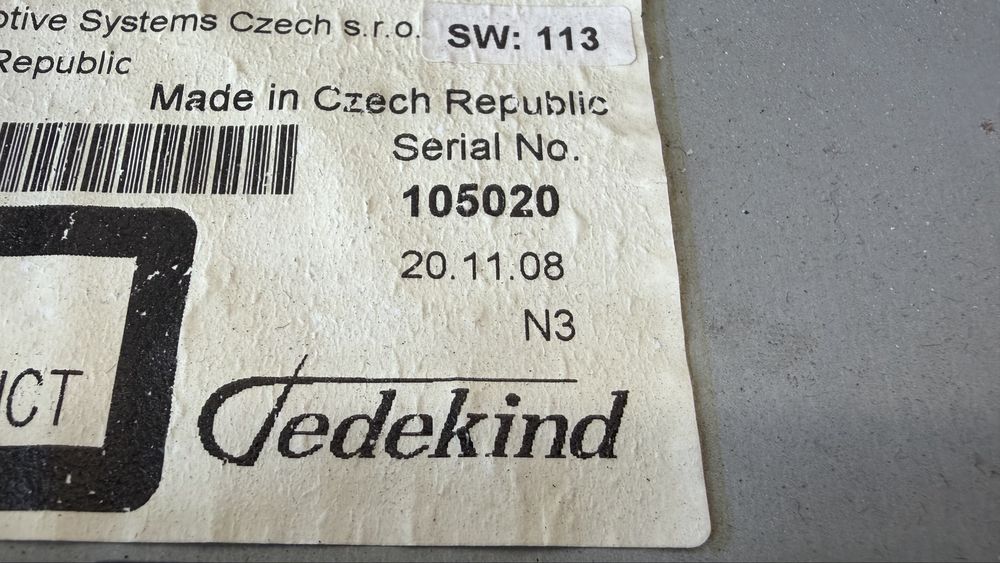 otive Systems Czech s.r.o. SW: 113
Republic
Made in Czech Republic
Serial No.
105020
20.11.08
N3
UCT
Jedekind